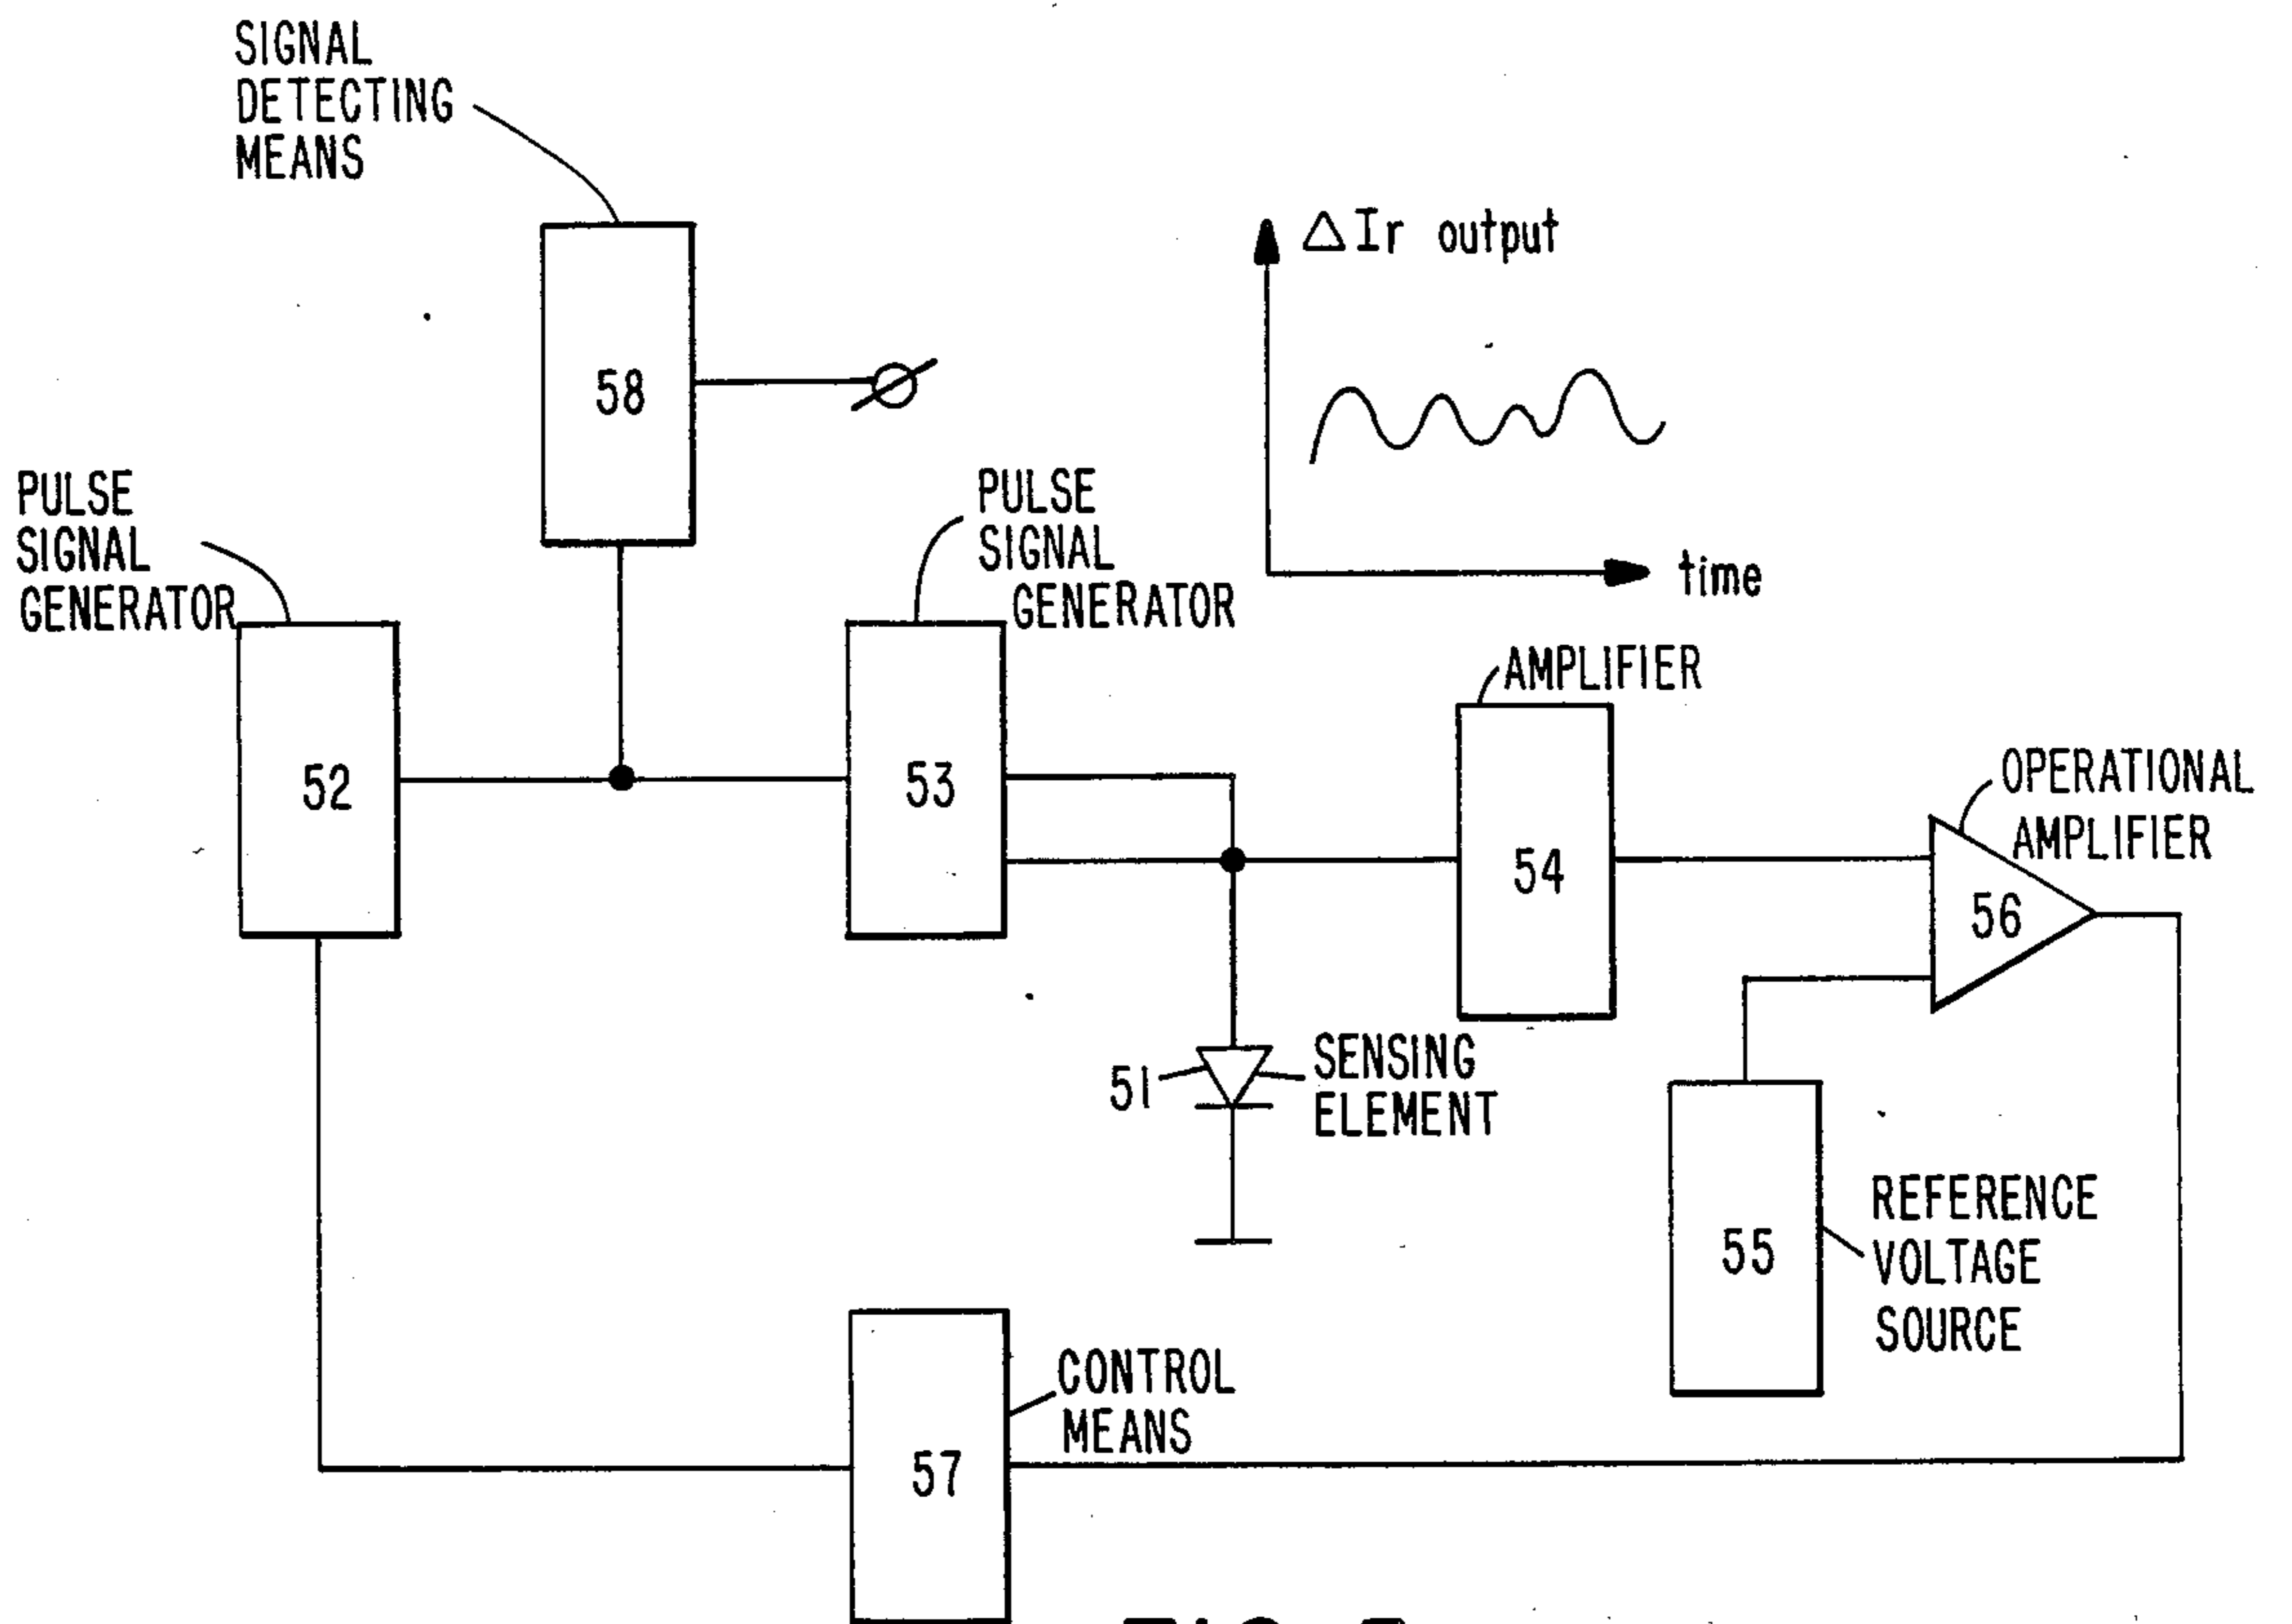 SIGNAL
DETECTING
MEANS
58
△Ir output
time
PULSE
SIGNAL
GENERATOR
52
PULSE
SIGNAL
GENERATOR
53
AMPLIFIER
54
OPERATIONAL
AMPLIFIER
56
51
SENSING
ELEMENT
55
REFERENCE
VOLTAGE
SOURCE
CONTROL
MEANS
57